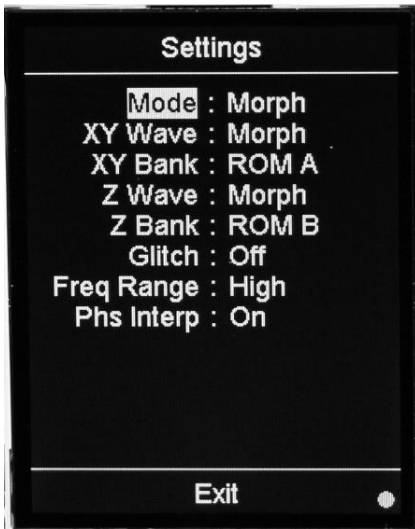 Settings
Mode : Morph
XY Wave : Morph
XY Bank : ROM A
Z Wave : Morph
Z Bank : ROM B
Glitch : Off
Freq Range : High
Phs Interp : On
Exit